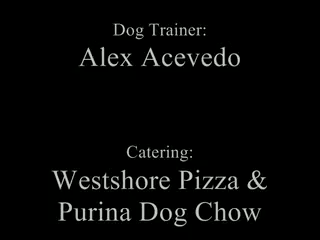 Dog Trainer:
Alex Acevedo
Catering:
Westshore Pizza &
Purina Dog Chow